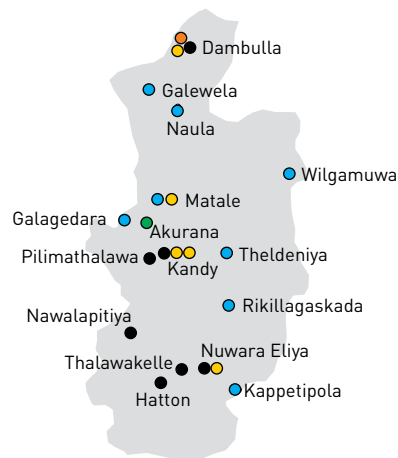 Dambulla
Galewela
Naula
Wilgamuwa
Matale
Galagedara
Akurana
Pilimathalawa
Kandy
Theldeniya
Rikillagaskada
Nawalapitiya
Nuwara Eliya
Thalawakelle
Hatton
Kappetipola